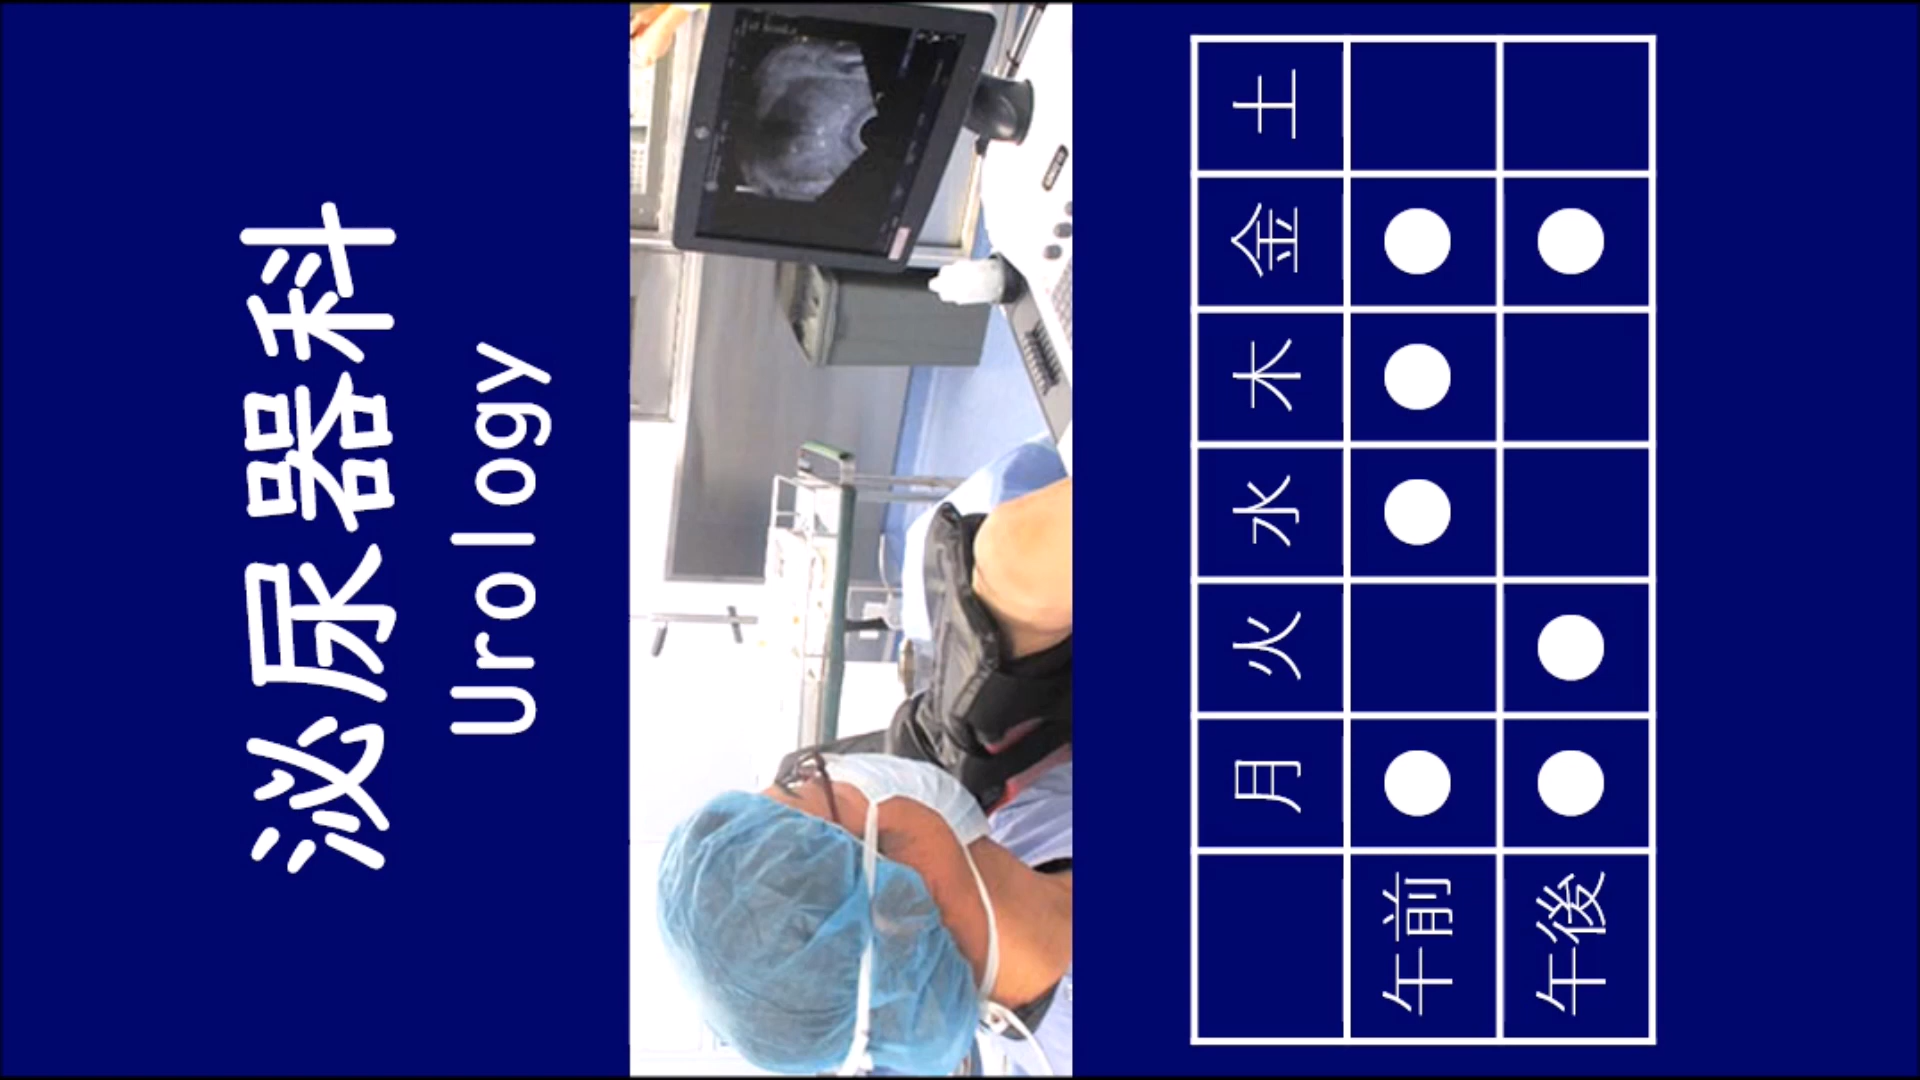 泌尿器科
Urology
月 火 水 木 金 土
午前 ● ● ● ●
午後 ● ● ●